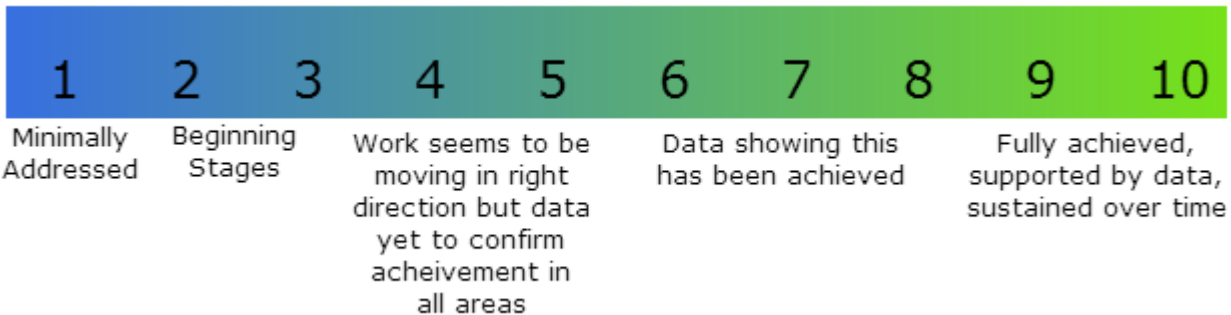 1 2 3 4 5 6 7 8 9 10
Minimally
Addressed
Beginning
Stages
Work seems to be
moving in right
direction but data
yet to confirm
acheivement in
all areas
Data showing this
has been achieved
Fully achieved,
supported by data,
sustained over time